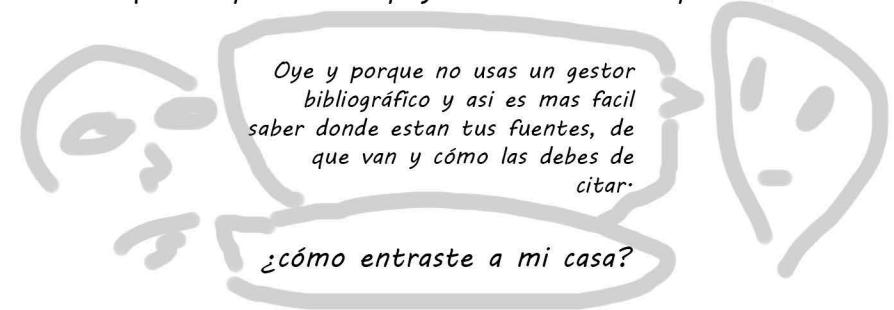 Oye y porque no usas un gestor
bibliográfico y asi es mas facil
saber donde estan tus fuentes, de
que van y cómo las debes de
citar.
¿cómo entraste a mi casa?